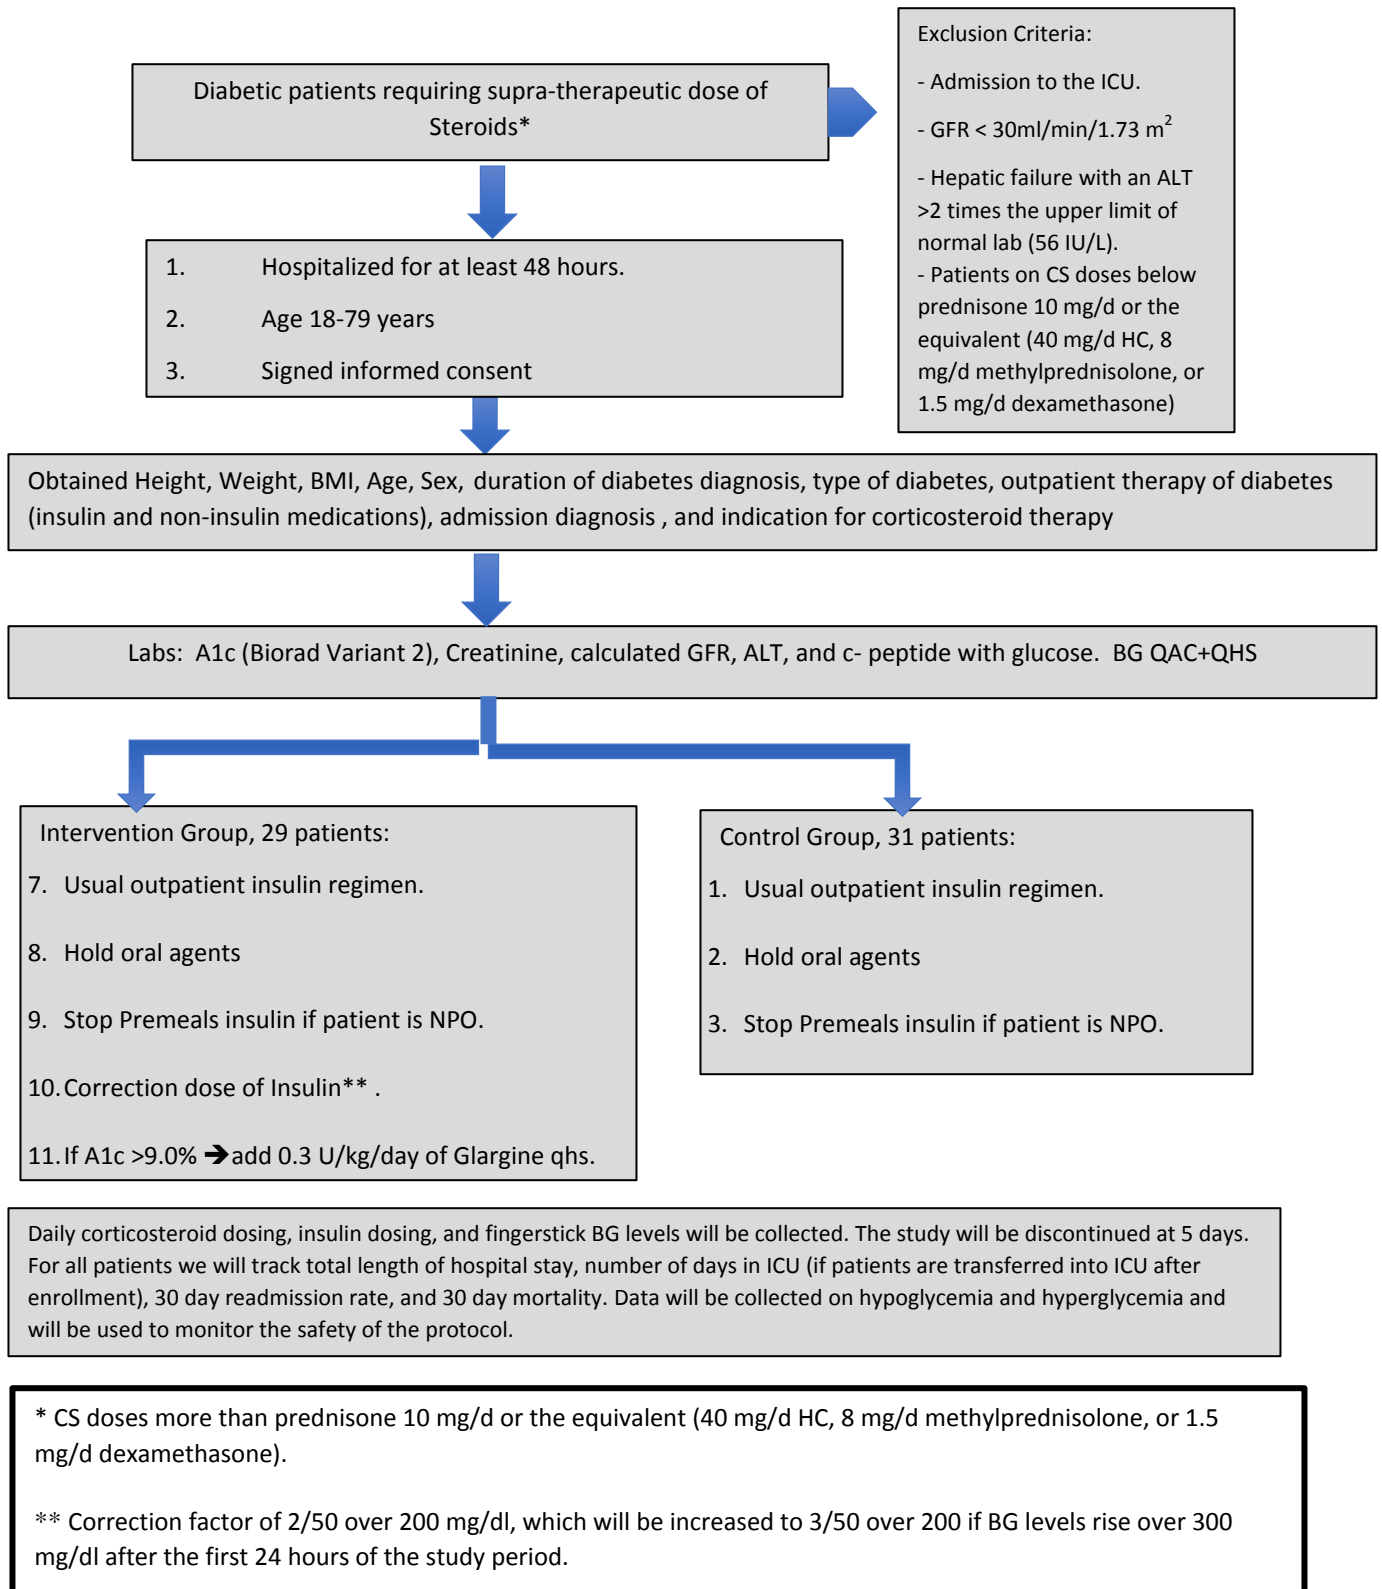 Diabetic patients requiring supra-therapeutic dose of
Steroids*
Exclusion Criteria:
- Admission to the ICU.
- GFR < 30ml/min/1.73 m²
- Hepatic failure with an ALT
>2 times the upper limit of
normal lab (56 IU/L).
- Patients on CS doses below
prednisone 10 mg/d or the
equivalent (40 mg/d HC, 8
mg/d methylprednisolone, or
1.5 mg/d dexamethasone)
1. Hospitalized for at least 48 hours.
2. Age 18-79 years
3. Signed informed consent
Obtained Height, Weight, BMI, Age, Sex, duration of diabetes diagnosis, type of diabetes, outpatient therapy of diabetes
(insulin and non-insulin medications), admission diagnosis , and indication for corticosteroid therapy
Labs: A1c (Biorad Variant 2), Creatinine, calculated GFR, ALT, and c- peptide with glucose. BG QAC+QHS
Intervention Group, 29 patients:
7. Usual outpatient insulin regimen.
8. Hold oral agents
9. Stop Premeals insulin if patient is NPO.
10. Correction dose of Insulin** .
11. If A1c >9.0% ➔ add 0.3 U/kg/day of Glargine qhs.
Control Group, 31 patients:
1. Usual outpatient insulin regimen.
2. Hold oral agents
3. Stop Premeals insulin if patient is NPO.
Daily corticosteroid dosing, insulin dosing, and fingerstick BG levels will be collected. The study will be discontinued at 5 days.
For all patients we will track total length of hospital stay, number of days in ICU (if patients are transferred into ICU after
enrollment), 30 day readmission rate, and 30 day mortality. Data will be collected on hypoglycemia and hyperglycemia and
will be used to monitor the safety of the protocol.
* CS doses more than prednisone 10 mg/d or the equivalent (40 mg/d HC, 8 mg/d methylprednisolone, or 1.5
mg/d dexamethasone).
** Correction factor of 2/50 over 200 mg/dl, which will be increased to 3/50 over 200 if BG levels rise over 300
mg/dl after the first 24 hours of the study period.